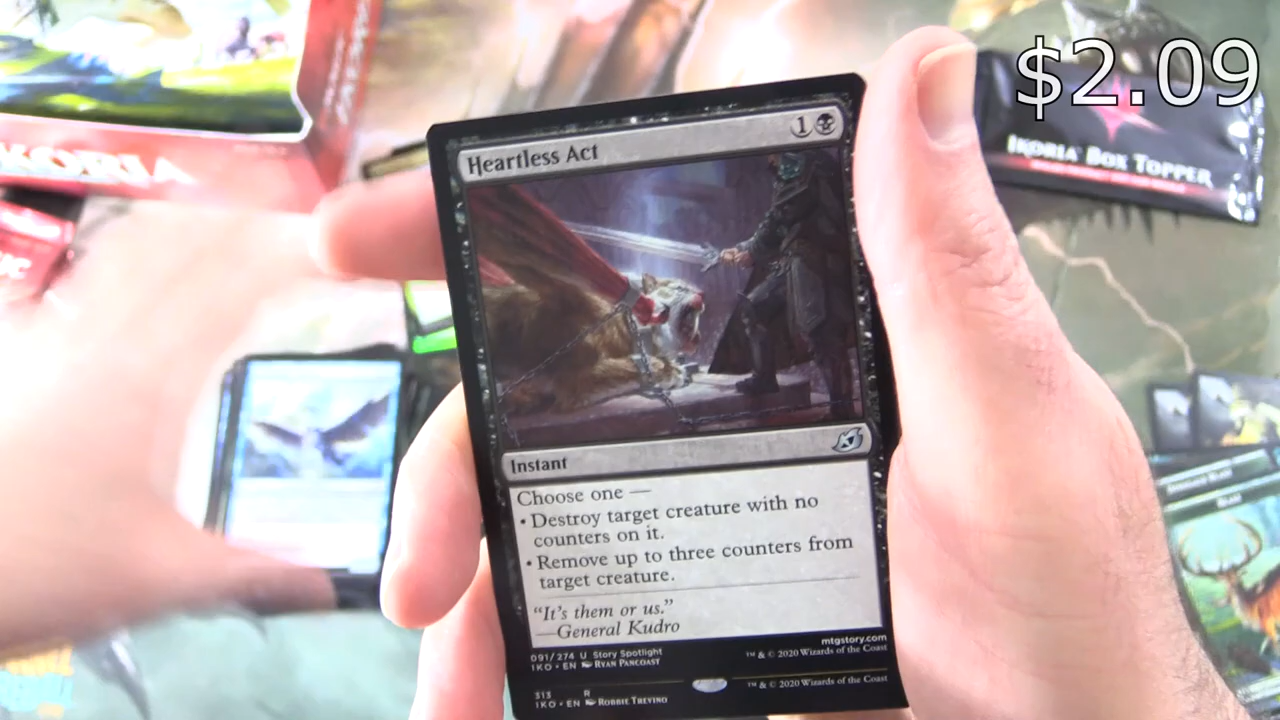 $2.09
IKORIA BOX TOPPER
KORIA
Heartless Act
1
Instant
Choose one —
• Destroy target creature with no
counters on it.
• Remove up to three counters from
target creature.
"It's them or us."
—General Kudro
091/274 U Story Spotlight
IKO • EN RYAN PANCOAST
mtgstory.com
™ & © 2020 Wizards of the Coast
313 R
IKO • EN ROBBIE TREVINO
™ & © 2020 Wizards of the Coast